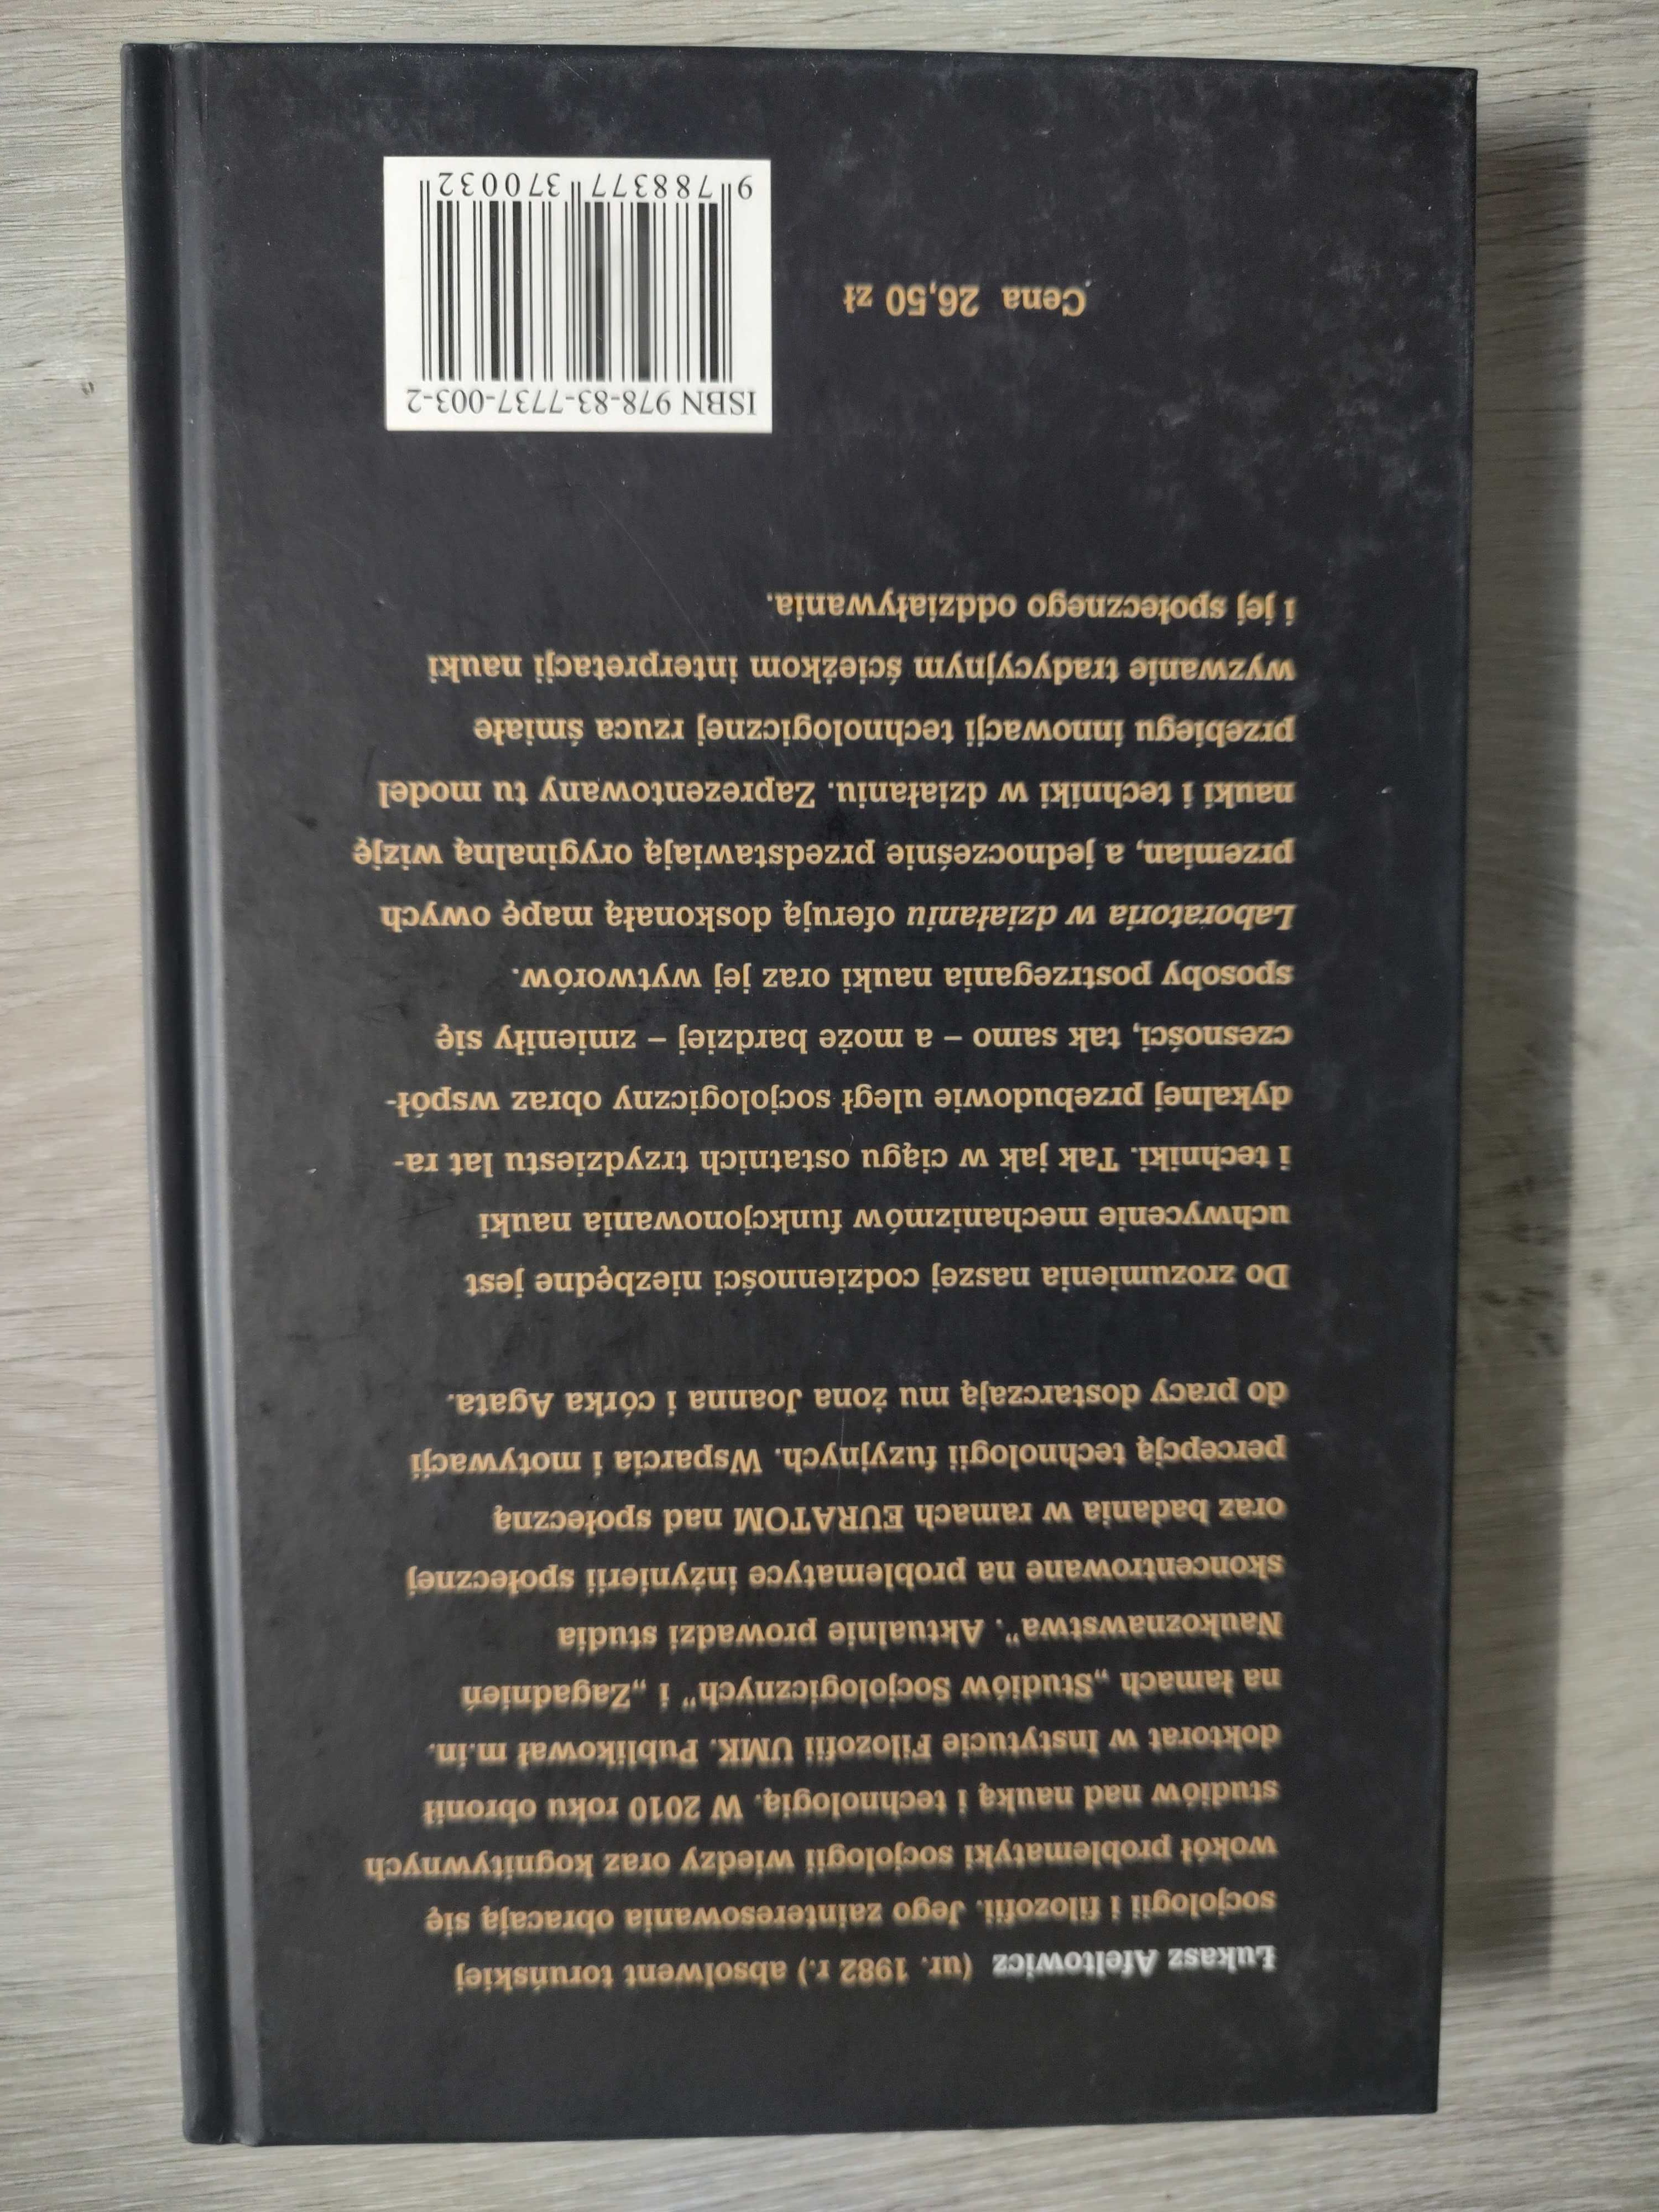 Łukasz Afeltowicz (ur. 1982 r.) absolwent toruńskiej
socjologii i filozofii. Jego zainteresowania obracają się
wokół problematyki socjologii wiedzy oraz kognitywnych
studiów nad nauką i technologią. W 2010 roku obronił
doktorat w Instytucie Filozofii UMK. Publikował m.in.
na łamach „Studiów Socjologicznych” i „Zagadnień
Naukoznawstwa”. Aktualnie prowadzi studia
skoncentrowane na problematyce inżynierii społecznej
oraz badania w ramach EURATOM nad społeczną
percepcją technologii fuzyjnych. Wsparcia i motywacji
do pracy dostarczają mu żona Joanna i córka Agata.
Do zrozumienia naszej codzienności niezbędne jest
uchwycenie mechanizmów funkcjonowania nauki
i techniki. Tak jak w ciągu ostatnich trzydziestu lat ra-
dykalnej przebudowie uległ socjologiczny obraz współ-
czesności, tak samo – a może bardziej – zmieniły się
sposoby postrzegania nauki oraz jej wytworów.
Laboratoria w działaniu oferują doskonałą mapę owych
przemian, a jednocześnie przedstawiają oryginalną wizję
nauki i techniki w działaniu. Zaprezentowany tu model
przebiegu innowacji technologicznej rzuca śmiałe
wyzwanie tradycyjnym ścieżkom interpretacji nauki
i jej społecznego oddziaływania.
ISBN 978-83-7737-003-2
Cena 26,50 zł
9 788377 370032